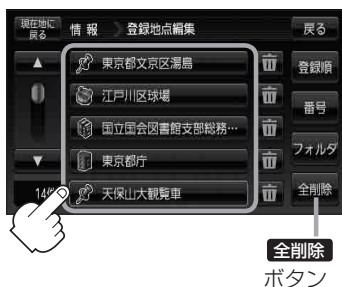 現在地に
戻る
情報
登録地点編集
戻る
東京都文京区湯島
登録順
江戸川区球場
番号
国立国会図書館支部総務…
フォルダ
東京都庁
14件
天保山大観覧車
全削除
全削除
ボタン